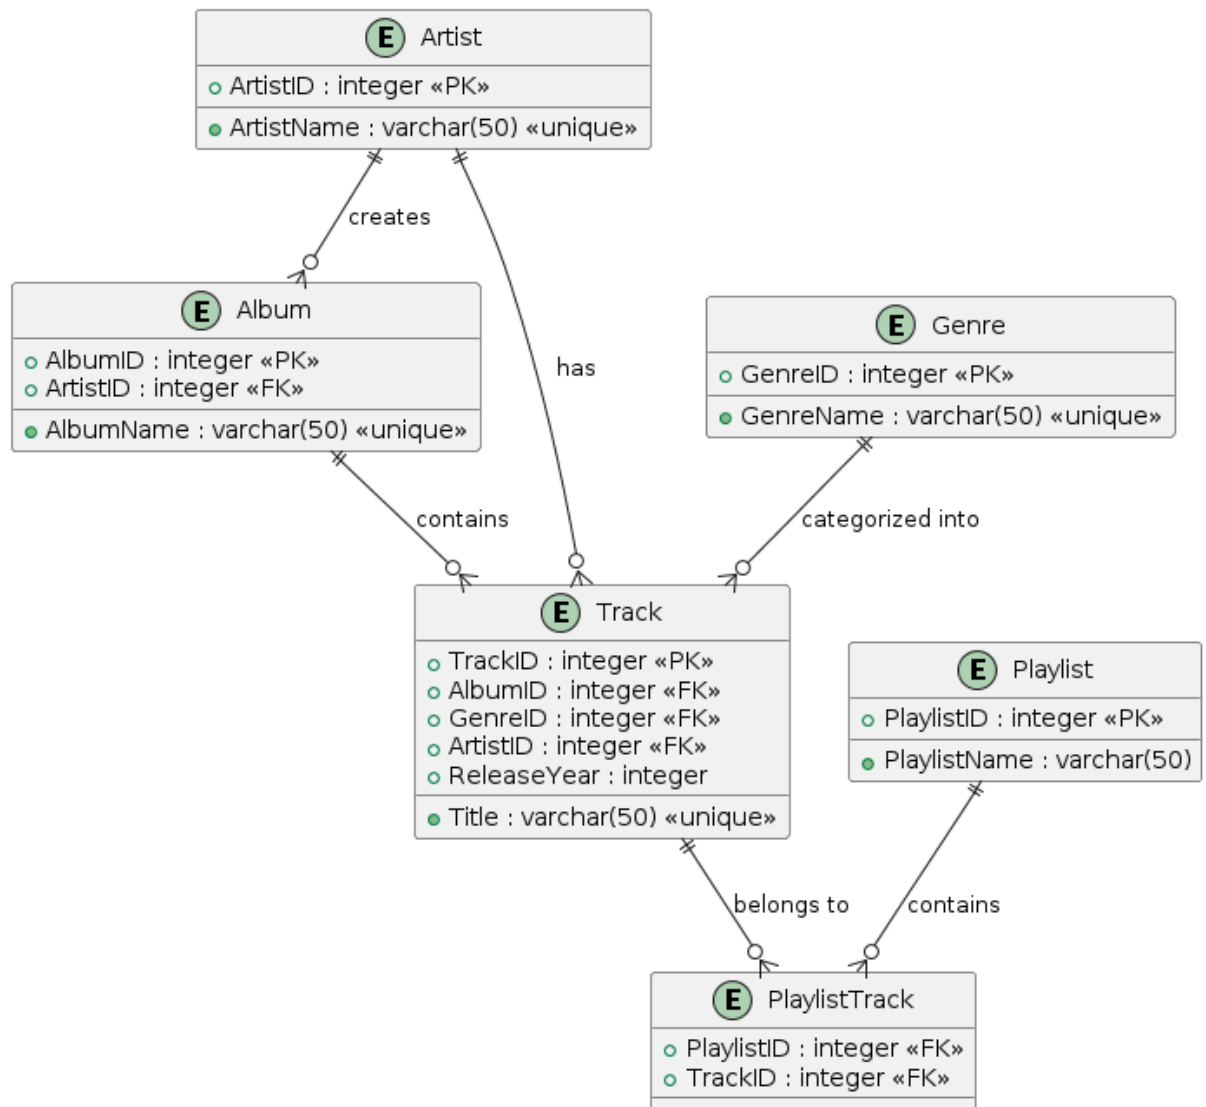 E Artist
ArtistID : integer «PK»
ArtistName : varchar(50) «unique»
creates
E Album
AlbumID : integer «PK»
ArtistID : integer «FK»
AlbumName : varchar(50) «unique»
has
E Genre
GenreID : integer «PK»
GenreName : varchar(50) «unique»
contains
categorized into
E Track
TrackID : integer «PK»
AlbumID : integer «FK»
GenreID : integer «FK»
ArtistID : integer «FK»
ReleaseYear : integer
Title : varchar(50) «unique»
E Playlist
PlaylistID : integer «PK»
PlaylistName : varchar(50)
belongs to
contains
E PlaylistTrack
PlaylistID : integer «FK»
TrackID : integer «FK»